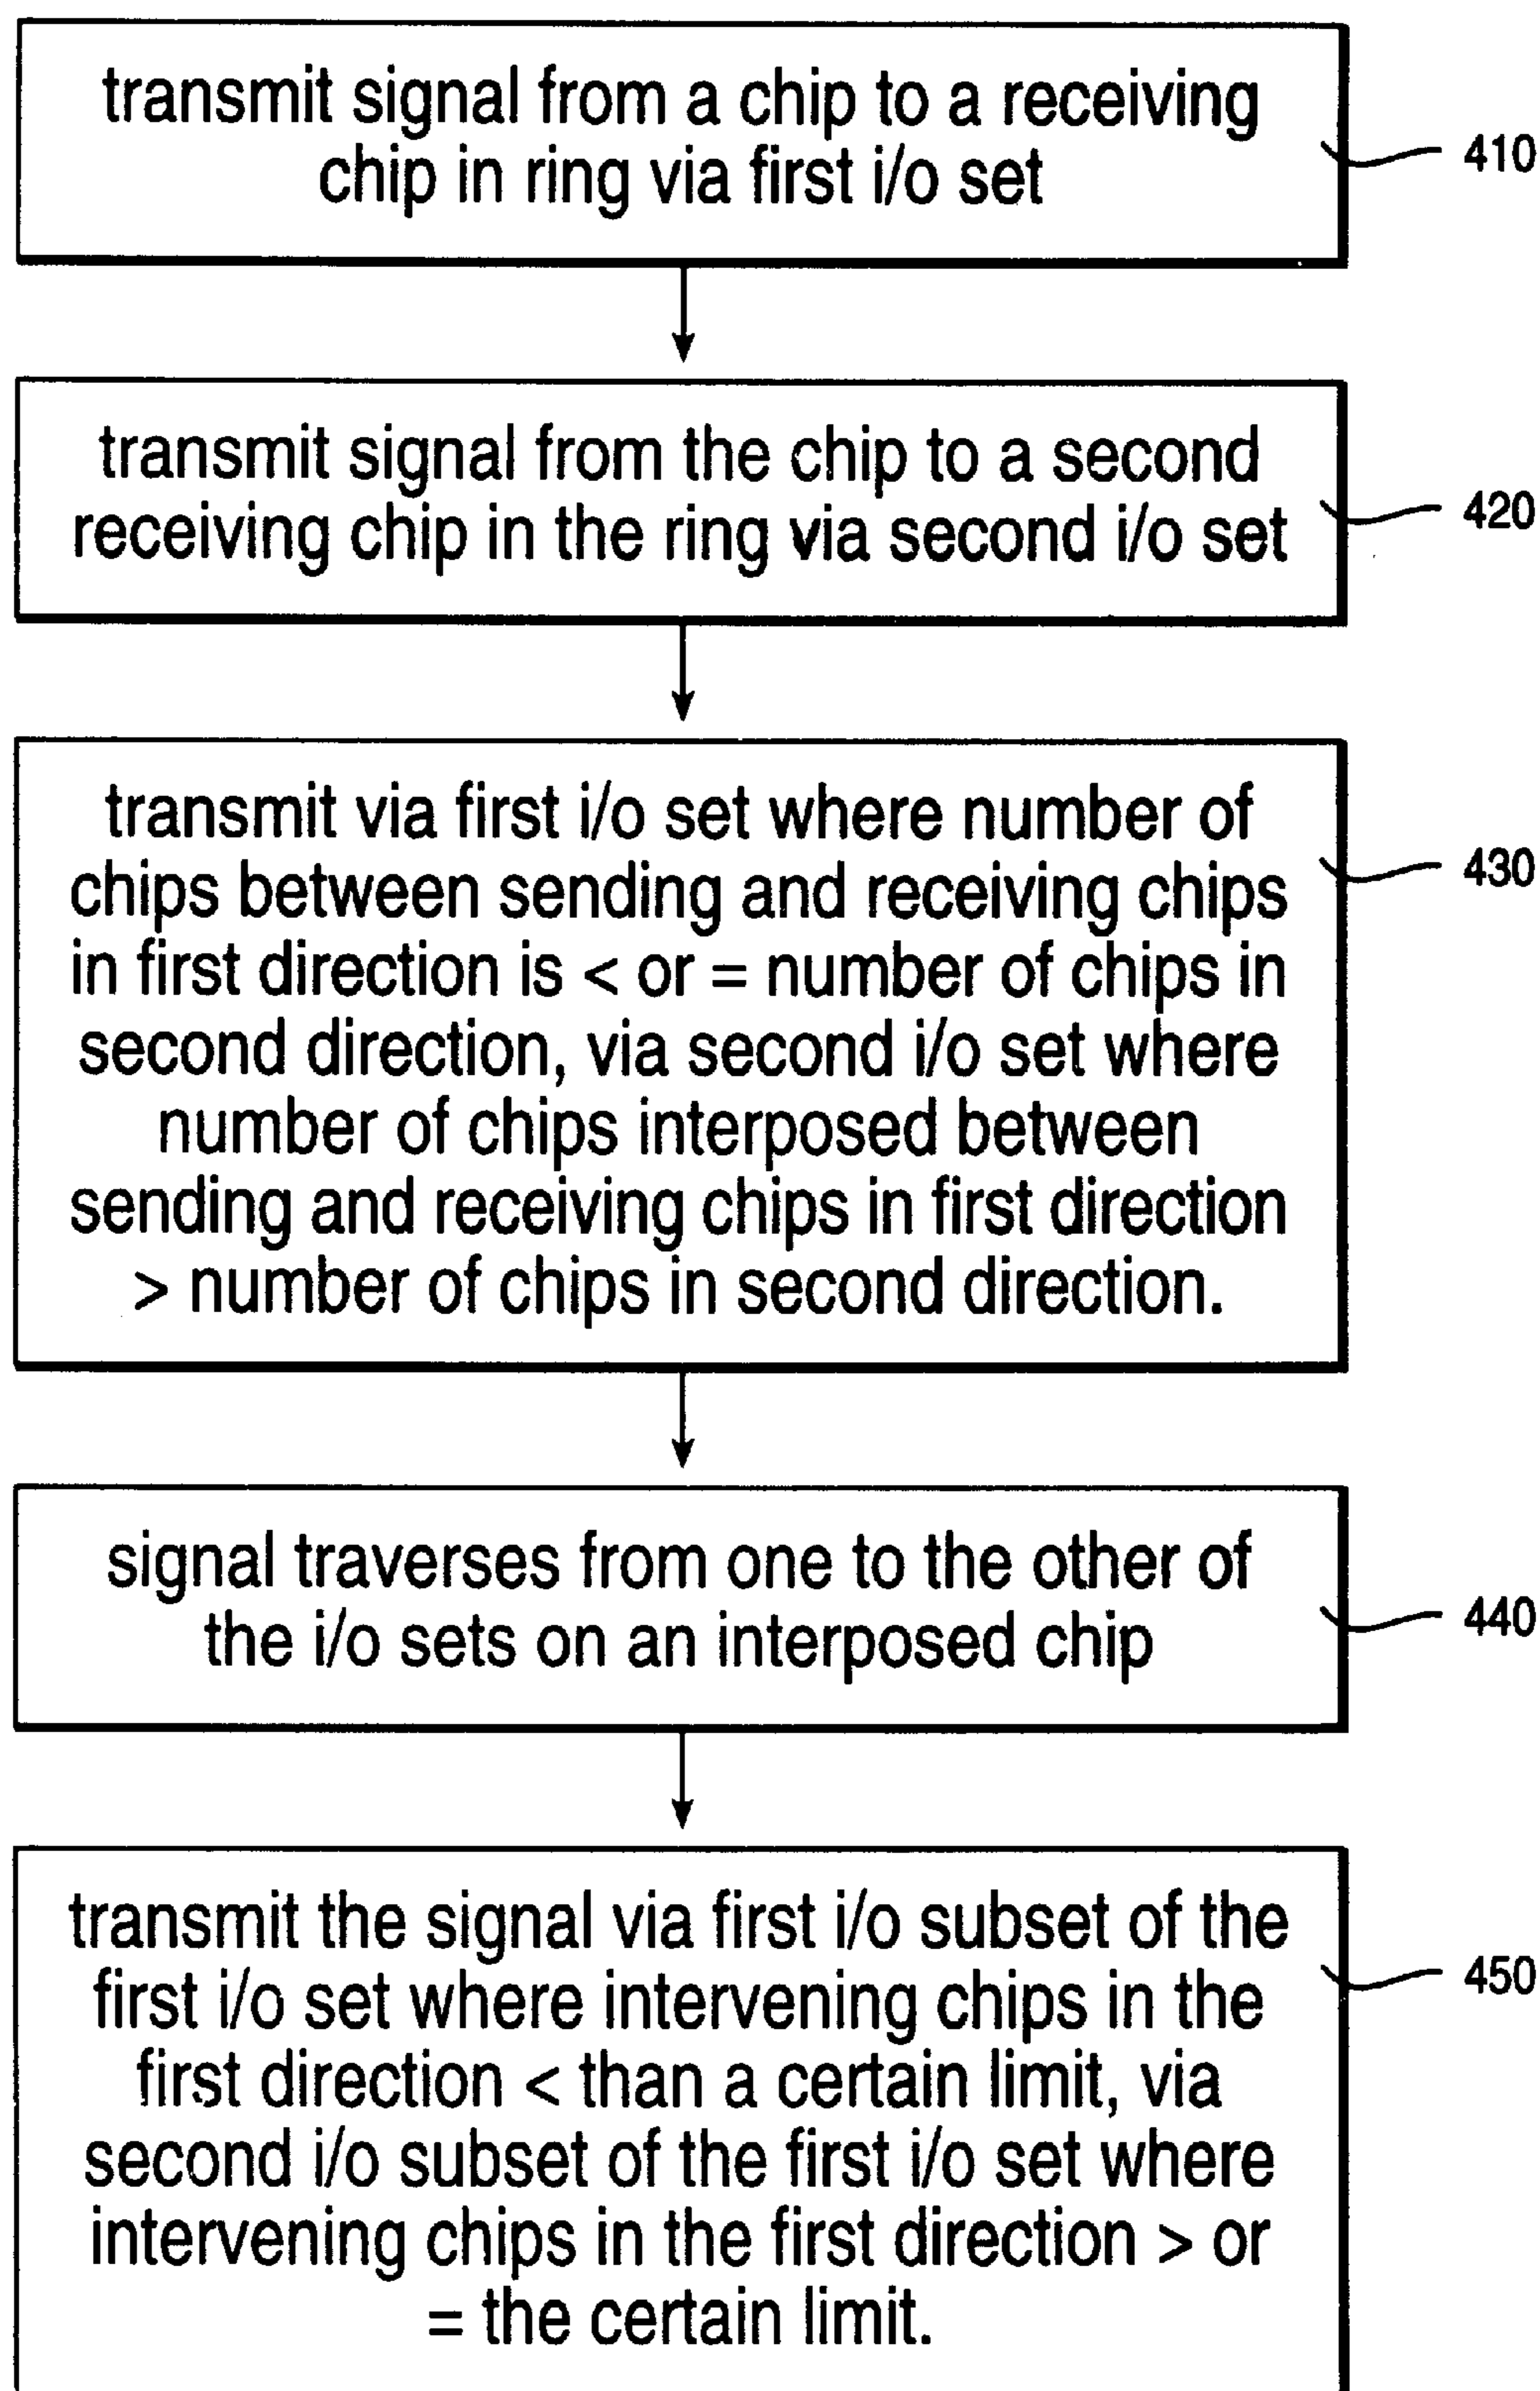 transmit signal from a chip to a receiving
chip in ring via first i/o set
410
transmit signal from the chip to a second
receiving chip in the ring via second i/o set
420
transmit via first i/o set where number of
chips between sending and receiving chips
in first direction is < or = number of chips in
second direction, via second i/o set where
number of chips interposed between
sending and receiving chips in first direction
> number of chips in second direction.
430
signal traverses from one to the other of
the i/o sets on an interposed chip
440
transmit the signal via first i/o subset of the
first i/o set where intervening chips in the
first direction < than a certain limit, via
second i/o subset of the first i/o set where
intervening chips in the first direction > or
= the certain limit.
450